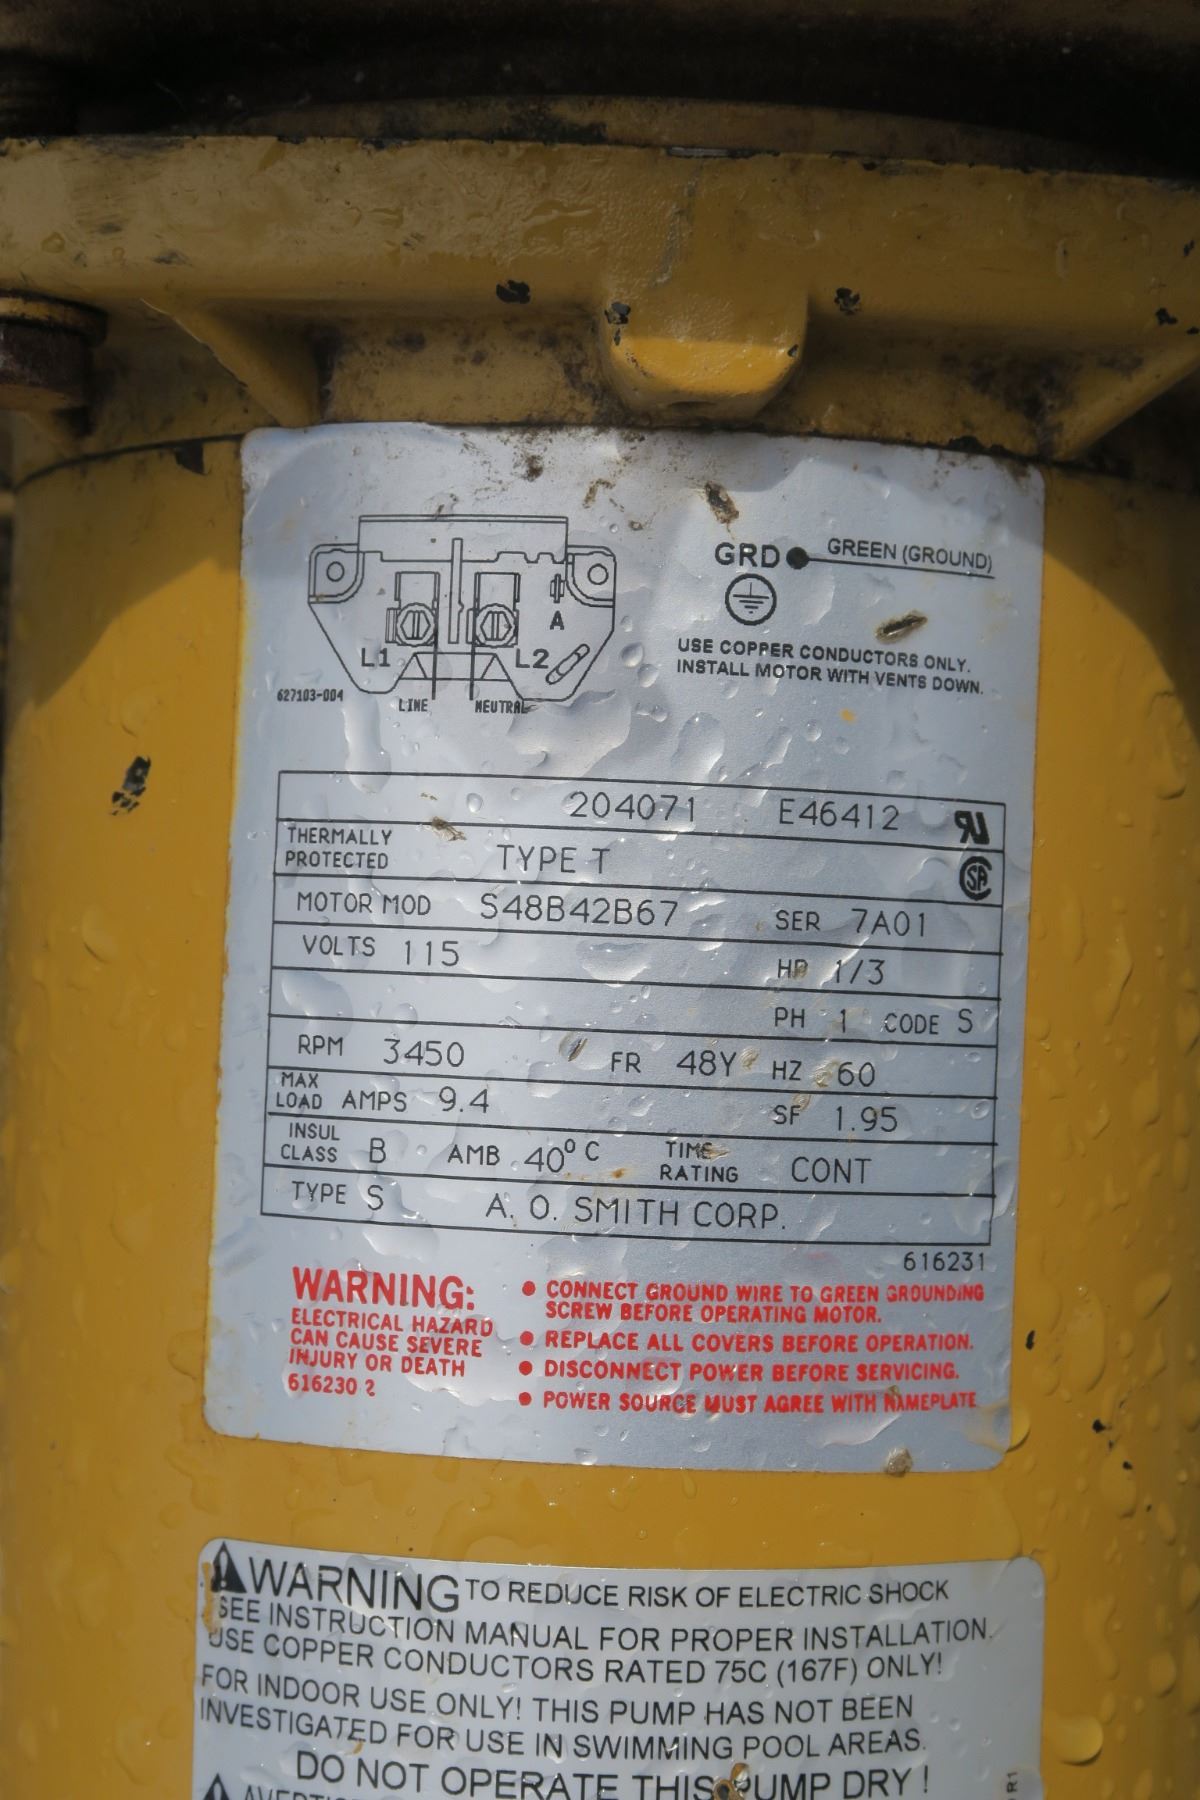 GRD GREEN (GROUND)
A
L1 L2
USE COPPER CONDUCTORS ONLY.
INSTALL MOTOR WITH VENTS DOWN.
627103-004 LINE NEUTRAL
204071 E46412
THERMALLY
PROTECTED TYPE T
MOTOR MOD S48B42B67 SER 7A01
VOLTS 115 HP 1/3
PH 1 CODE S
RPM 3450 FR 48Y HZ 60
MAX
LOAD AMPS 9.4 SF 1.95
INSUL
CLASS B AMB 40° C TIME
RATING CONT
TYPE S A. O. SMITH CORP.
616231
WARNING:
ELECTRICAL HAZARD
CAN CAUSE SEVERE
INJURY OR DEATH
616230 2
• CONNECT GROUND WIRE TO GREEN GROUNDING
SCREW BEFORE OPERATING MOTOR.
• REPLACE ALL COVERS BEFORE OPERATION.
• DISCONNECT POWER BEFORE SERVICING.
• POWER SOURCE MUST AGREE WITH NAMEPLATE
WARNING TO REDUCE RISK OF ELECTRIC SHOCK
SEE INSTRUCTION MANUAL FOR PROPER INSTALLATION.
USE COPPER CONDUCTORS RATED 75C (167F) ONLY!
FOR INDOOR USE ONLY! THIS PUMP HAS NOT BEEN
INVESTIGATED FOR USE IN SWIMMING POOL AREAS.
DO NOT OPERATE THIS PUMP DRY !